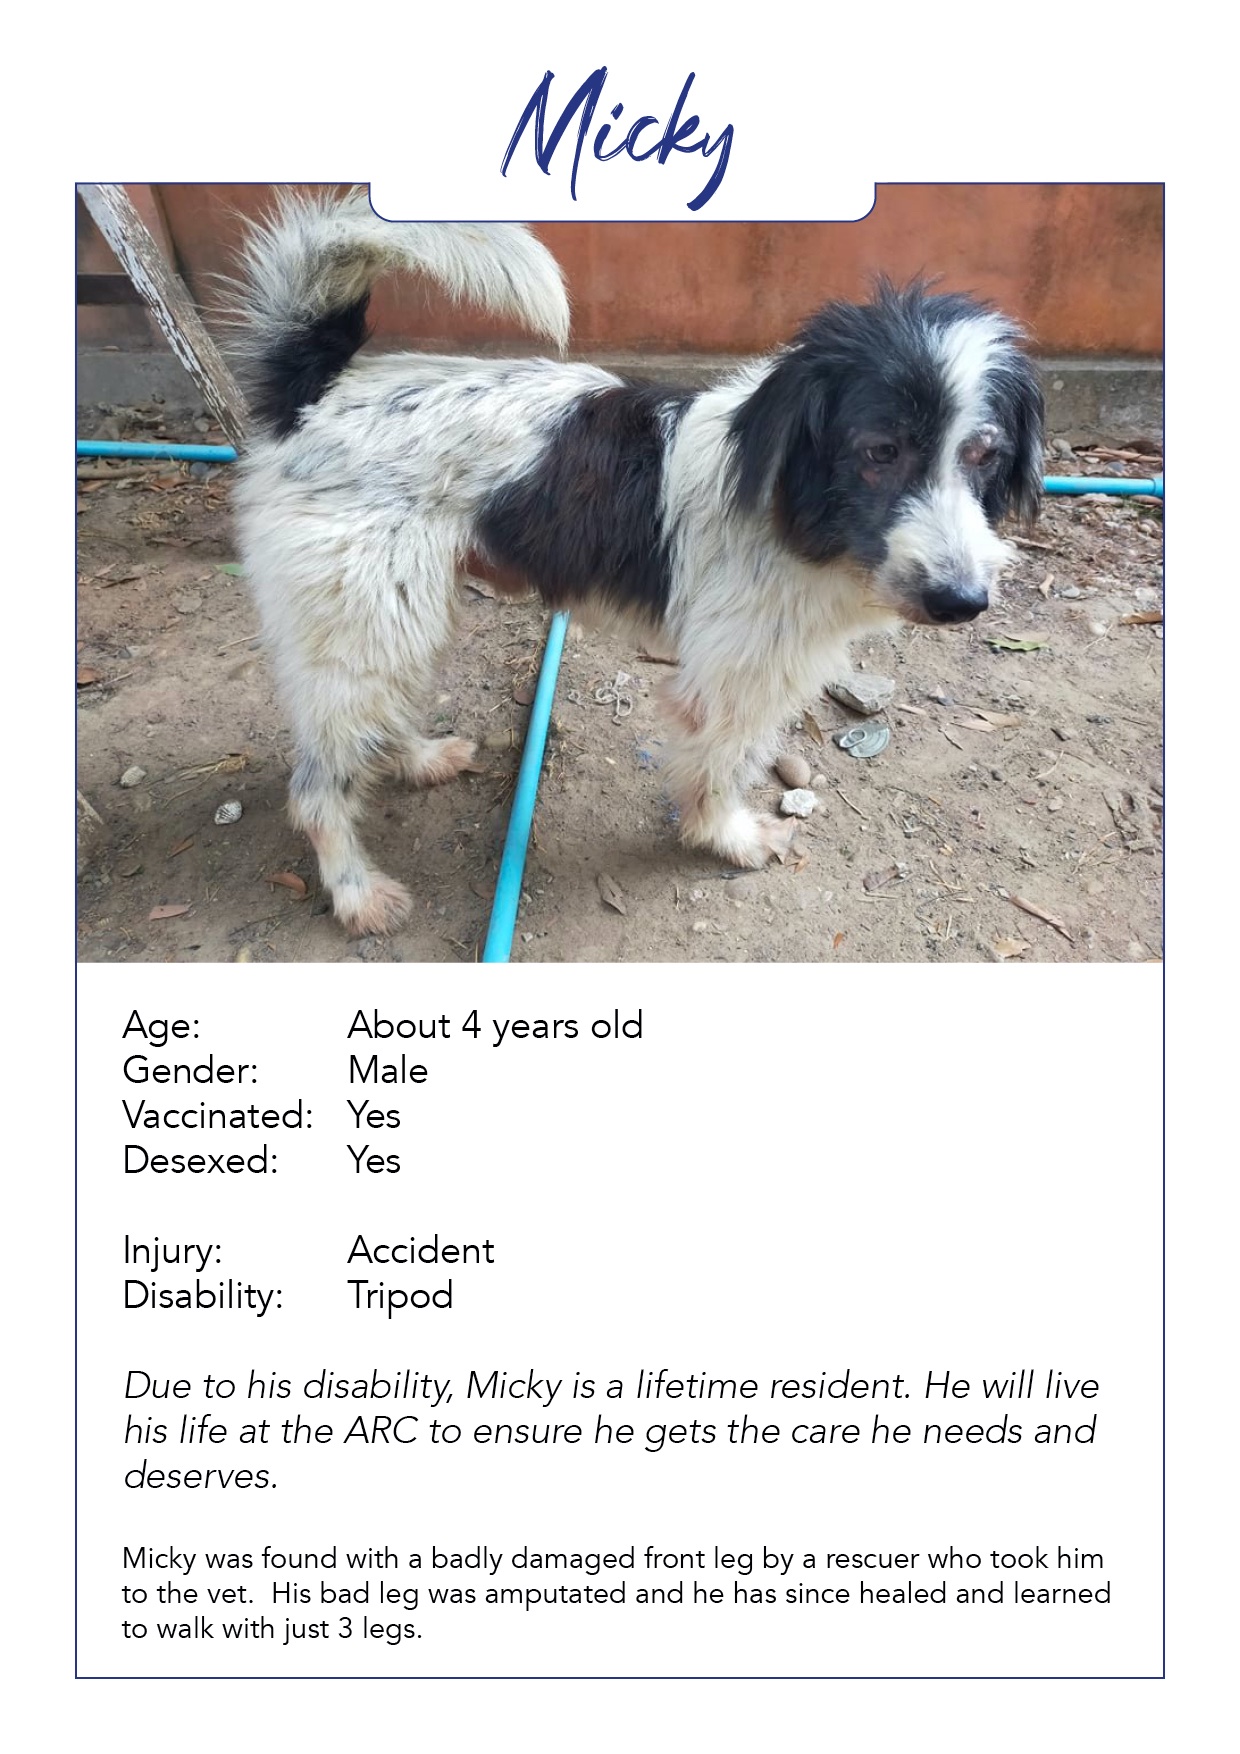 Micky
Age: About 4 years old
Gender: Male
Vaccinated: Yes
Desexed: Yes
Injury: Accident
Disability: Tripod
Due to his disability, Micky is a lifetime resident. He will live
his life at the ARC to ensure he gets the care he needs and
deserves.
Micky was found with a badly damaged front leg by a rescuer who took him
to the vet.  His bad leg was amputated and he has since healed and learned
to walk with just 3 legs.